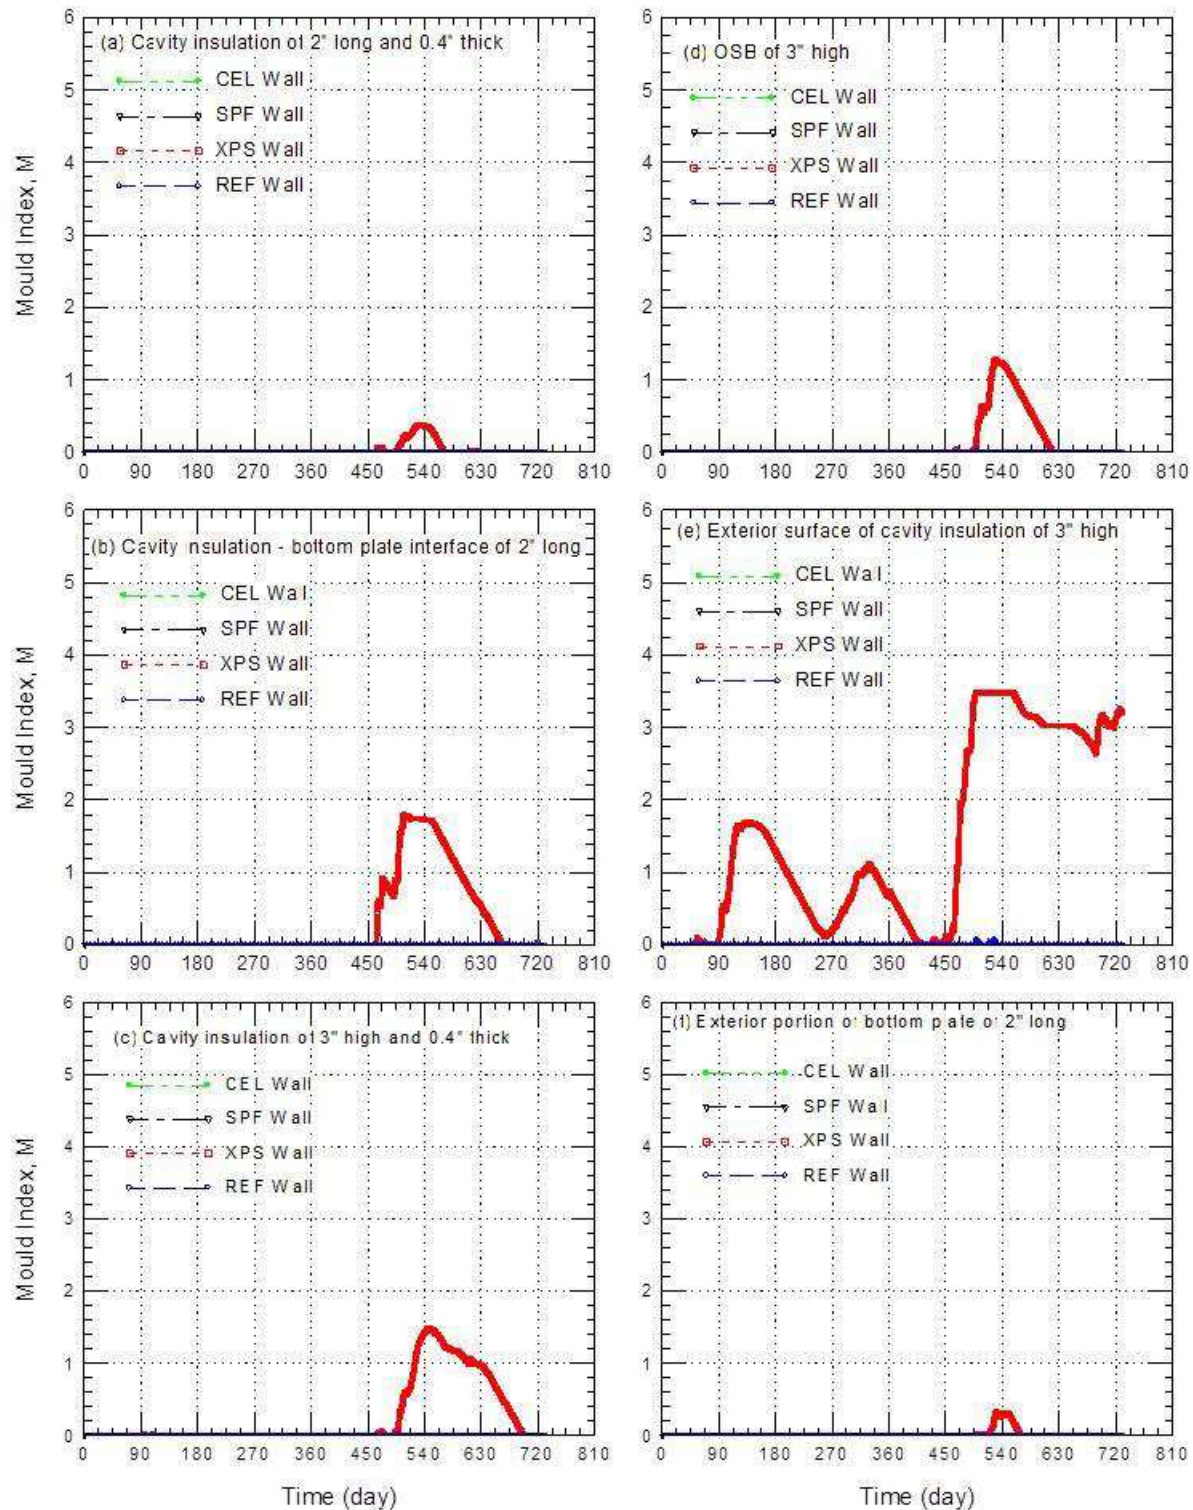 (a) Cavity insulation of 2" long and 0.4" thick
CEL Wall
SPF Wall
XPS Wall
REF Wall
Mould Index, M
6
5
4
3
2
1
0
0 90 180 270 360 450 540 630 720 810
(d) OSB of 3" high
CEL Wall
SPF Wall
XPS Wall
REF Wall
6
5
4
3
2
1
0
0 90 180 270 360 450 540 630 720 810
(b) Cavity insulation - bottom plate interface of 2" long
CEL Wall
SPF Wall
XPS Wall
REF Wall
Mould Index, M
6
5
4
3
2
1
0
0 90 180 270 360 450 540 630 720 810
(e) Exterior surface of cavity insulation of 3" high
CEL Wall
SPF Wall
XPS Wall
REF Wall
6
5
4
3
2
1
0
0 90 180 270 360 450 540 630 720 810
(c) Cavity insulation of 3" high and 0.4" thick
CEL Wall
SPF Wall
XPS Wall
REF Wall
Mould Index, M
6
5
4
3
2
1
0
0 90 180 270 360 450 540 630 720 810
Time (day)
(f) Exterior portion of bottom plate of 2" long
CEL Wall
SPF Wall
XPS Wall
REF Wall
6
5
4
3
2
1
0
0 90 180 270 360 450 540 630 720 810
Time (day)